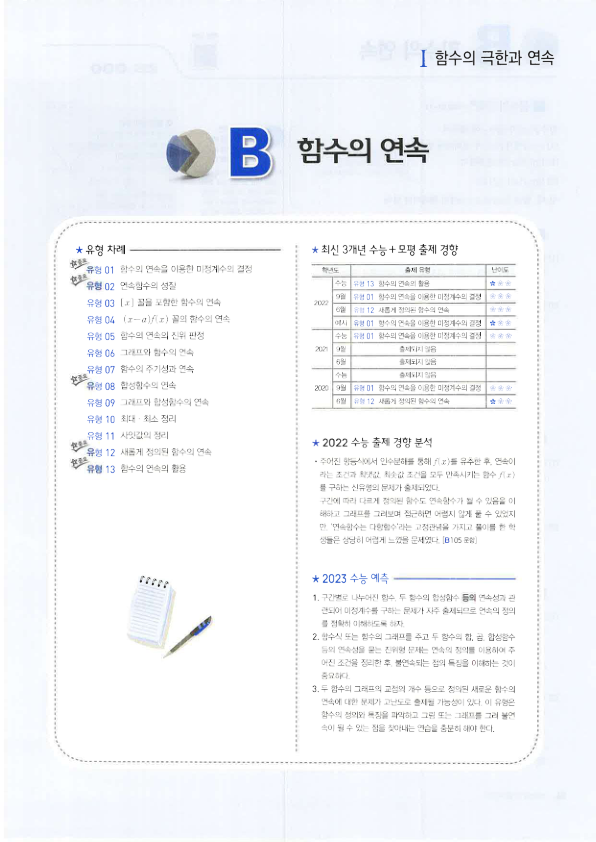 I 함수의 극한과 연속
B 함수의 연속
★ 유형 차례
유형 01 함수의 연속을 이용한 미정계수의 결정
유형 02 연속함수의 성질
유형 03 [x] 꼴을 포함한 함수의 연속
유형 04 (x-a)f(x) 꼴의 함수의 연속
유형 05 함수의 연속의 진위 판정
유형 06 그래프와 함수의 연속
유형 07 함수의 주기성과 연속
유형 08 합성함수의 연속
유형 09 그래프와 합성함수의 연속
유형 10 최대·최소 정리
유형 11 사잇값의 정리
유형 12 새롭게 정의된 함수의 연속
유형 13 함수의 연속의 활용
★ 최신 3개년 수능+모평 출제 경향
학년도 출제 유형 난이도
2022 수능 유형 13 함수의 연속의 활용 ★★★
9월 유형 01 함수의 연속을 이용한 미정계수의 결정 ★★★
6월 유형 12 새롭게 정의된 함수의 연속 ★★★
예시 유형 01 함수의 연속을 이용한 미정계수의 결정 ★★★
2021 수능 유형 01 함수의 연속을 이용한 미정계수의 결정 ★★★
9월 출제되지 않음
6월 출제되지 않음
2020 수능 출제되지 않음
9월 유형 01 함수의 연속을 이용한 미정계수의 결정 ★★★
6월 유형 12 새롭게 정의된 함수의 연속 ★★★
★ 2022 수능 출제 경향 분석
· 주어진 항등식에서 인수분해를 통해 f(x)를 유추한 후, 연속이
라는 조건과 최댓값, 최솟값 조건을 모두 만족시키는 함수 f(x)
를 구하는 신유형의 문제가 출제되었다.
구간에 따라 다르게 정의된 함수도 연속함수가 될 수 있음을 이
해하고 그래프를 그려보며 접근하면 어렵지 않게 풀 수 있었지
만, '연속함수는 다항함수'라는 고정관념을 가지고 풀이를 한 학
생들은 상당히 어렵게 느꼈을 문제였다. [B105 문항]
★ 2023 수능 예측
1. 구간별로 나누어진 함수, 두 함수의 합성함수 등의 연속성과 관
련되어 미정계수를 구하는 문제가 자주 출제되므로 연속의 정의
를 정확히 이해하도록 하자.
2. 함수식 또는 함수의 그래프를 주고 두 함수의 합, 곱, 합성함수
등의 연속성을 묻는 진위형 문제는 연속의 정의를 이용하여 주
어진 조건을 정리한 후, 불연속되는 점의 특징을 이해하는 것이
중요하다.
3. 두 함수의 그래프의 교점의 개수 등으로 정의된 새로운 함수의
연속에 대한 문제가 고난도로 출제될 가능성이 있다. 이 유형은
함수의 정의와 특징을 파악하고 그림 또는 그래프를 그려 불연
속이 될 수 있는 점을 찾아내는 연습을 충분히 해야 한다.